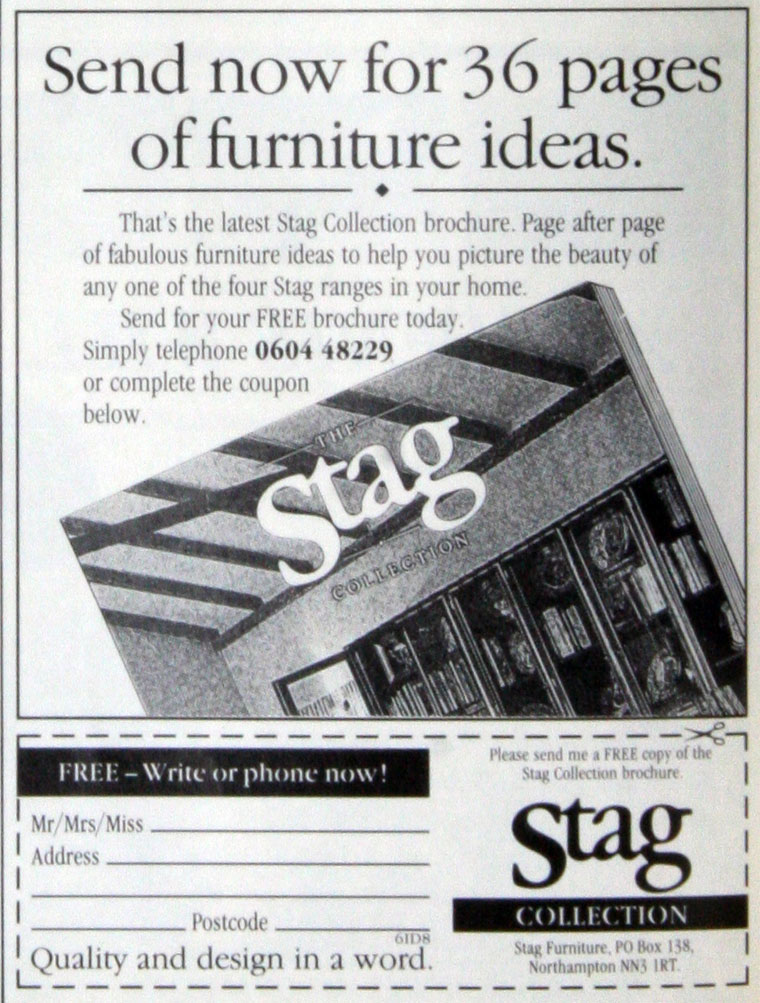 Send now for 36 pages
of furniture ideas.
That's the latest Stag Collection brochure. Page after page
of fabulous furniture ideas to help you picture the beauty of
any one of the four Stag ranges in your home.
Send for your FREE brochure today.
Simply telephone 0604 48229
or complete the coupon
below.
THE
Stag
COLLECTION
FREE – Write or phone now!
Mr/Mrs/Miss
Address
Postcode
61D8
Quality and design in a word.
Please send me a FREE copy of the
Stag Collection brochure.
Stag
COLLECTION
Stag Furniture, PO Box 138,
Northampton NN3 1RT.